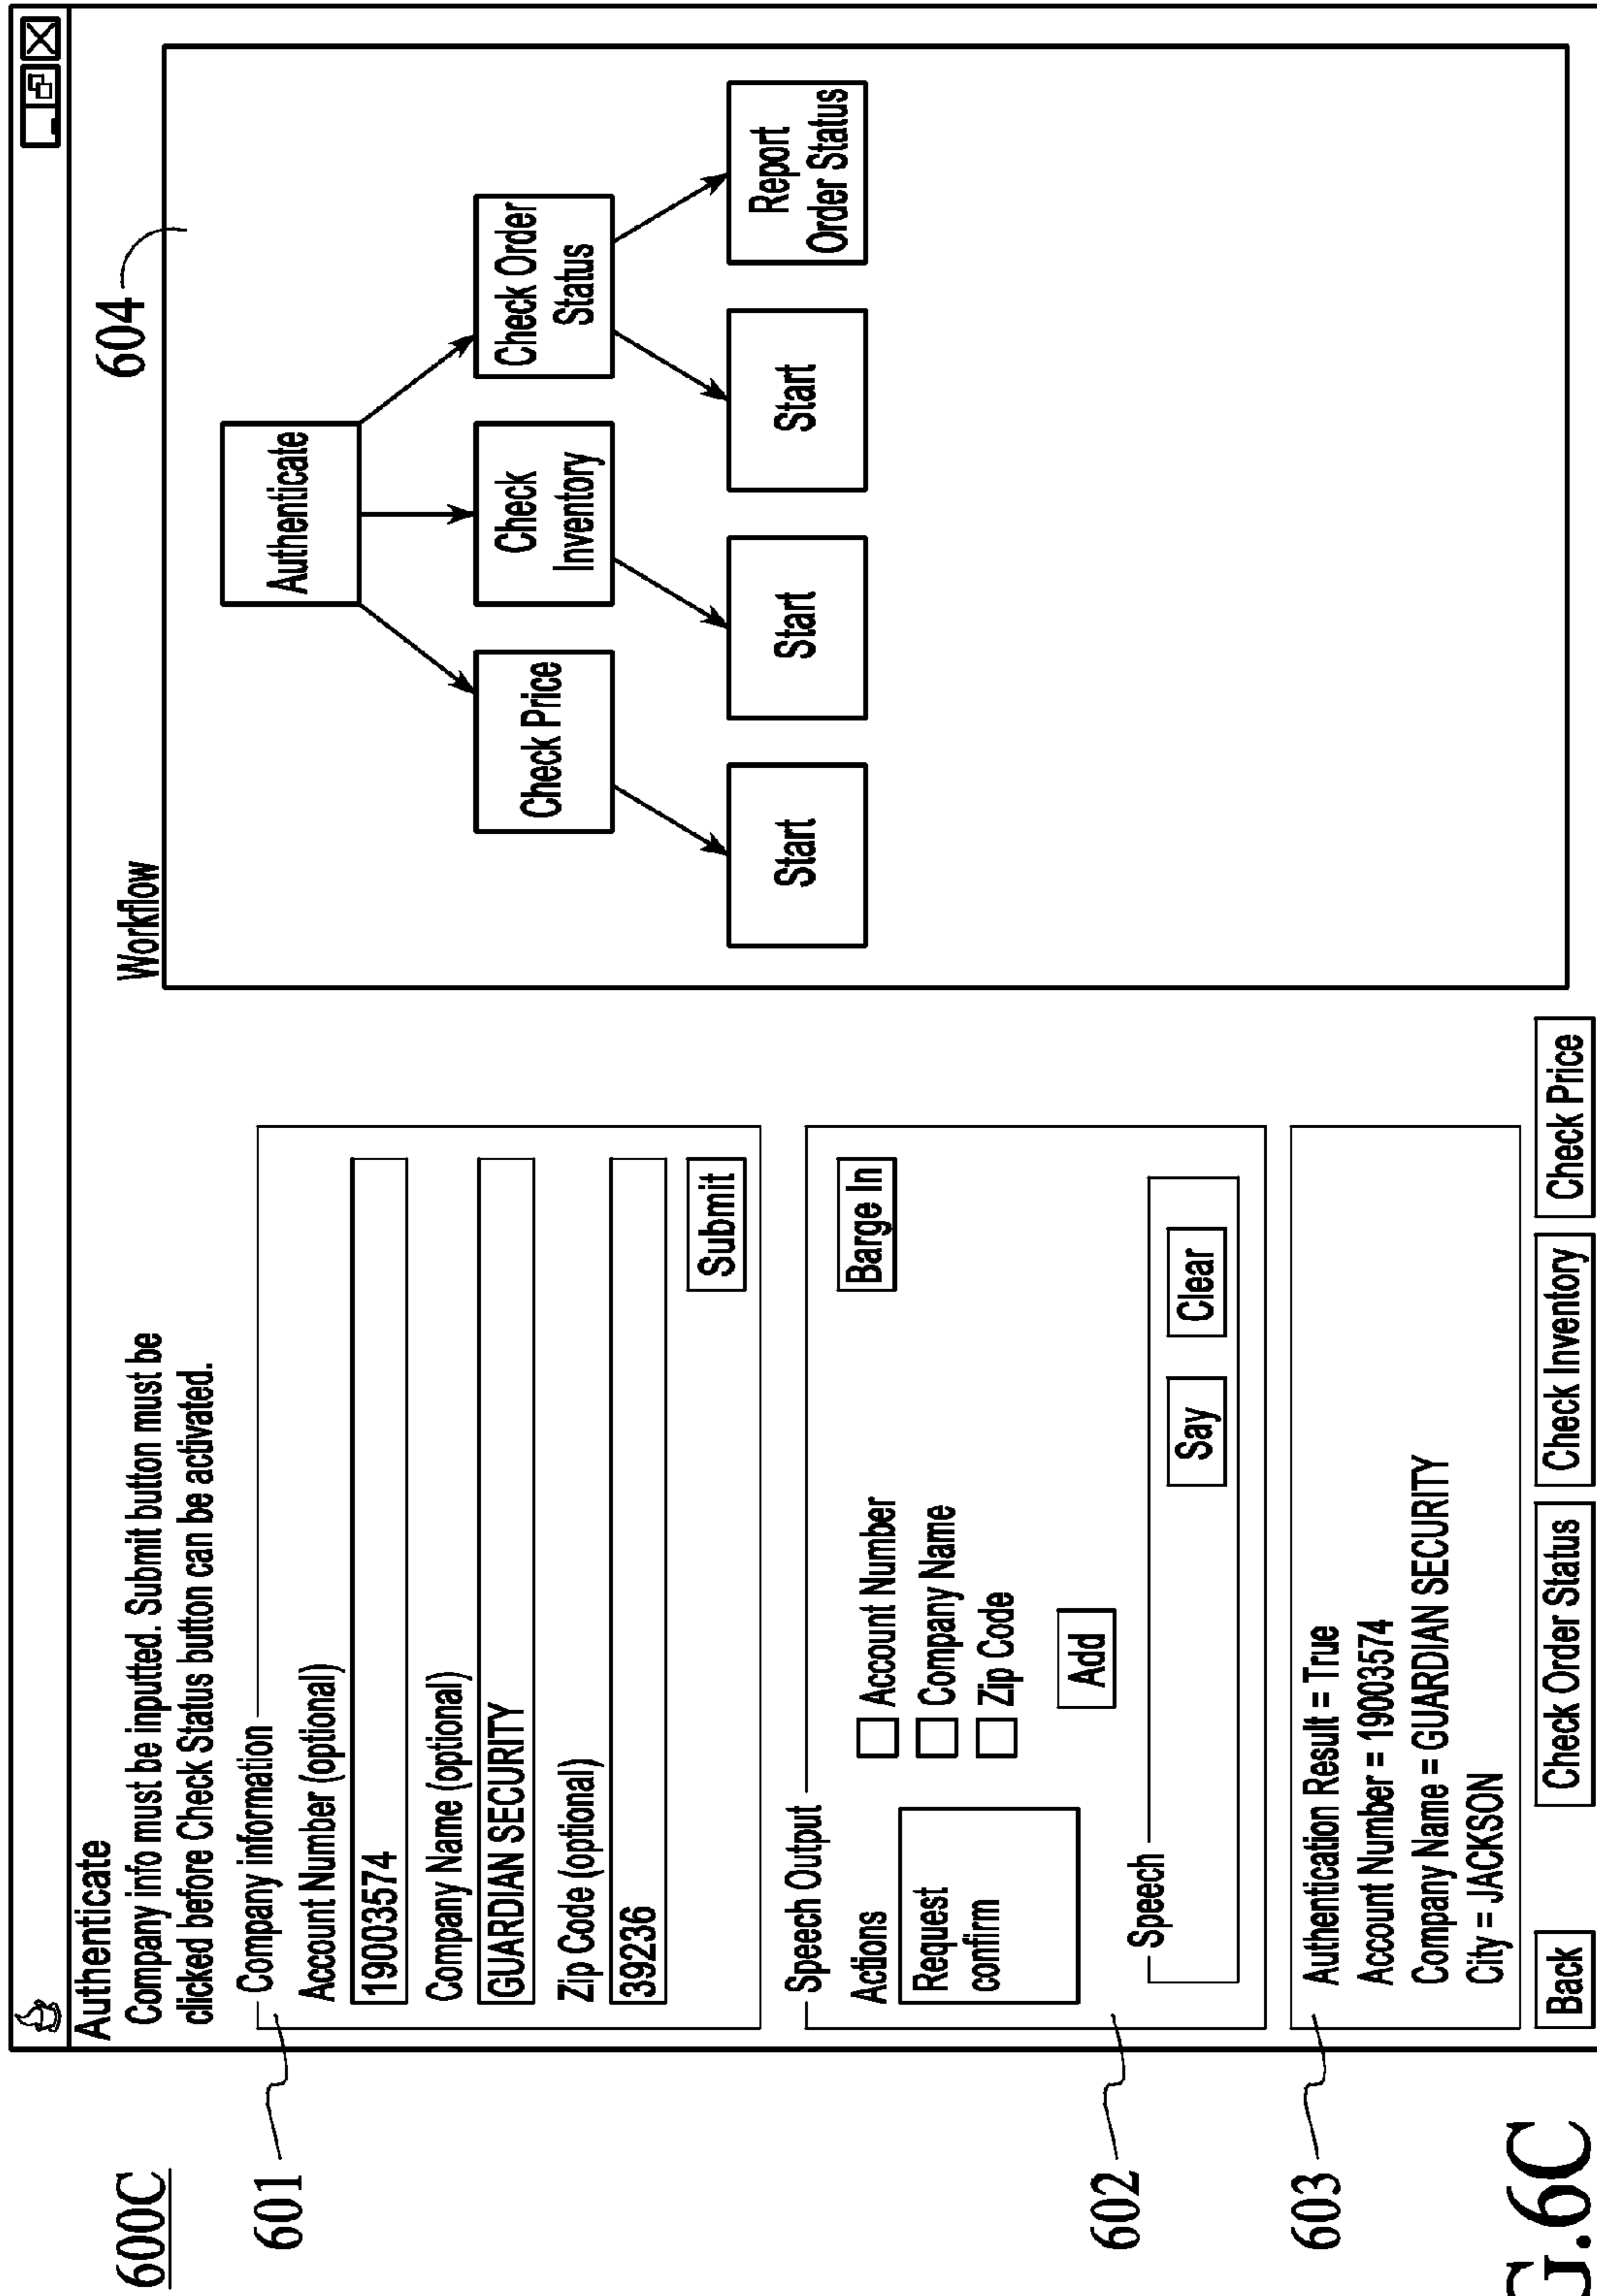 600C
Authenticate
Company info must be inputted. Submit button must be
clicked before Check Status button can be activated.
601
Company information
Account Number (optional)
19003574
Company Name (optional)
GUARDIAN SECURITY
Zip Code (optional)
39236
Submit
602
Speech Output
Actions
Request
confirm
Account Number
Company Name
Zip Code
Add
Barge In
Speech
Say
Clear
603
Authentication Result = True
Account Number = 19003574
Company Name = GUARDIAN SECURITY
City = JACKSON
Back
Check Order Status
Check Inventory
Check Price
Workflow
604
Authenticate
Check Price
Check
Inventory
Check Order
Status
Start
Start
Start
Report
Order Status
G.6C